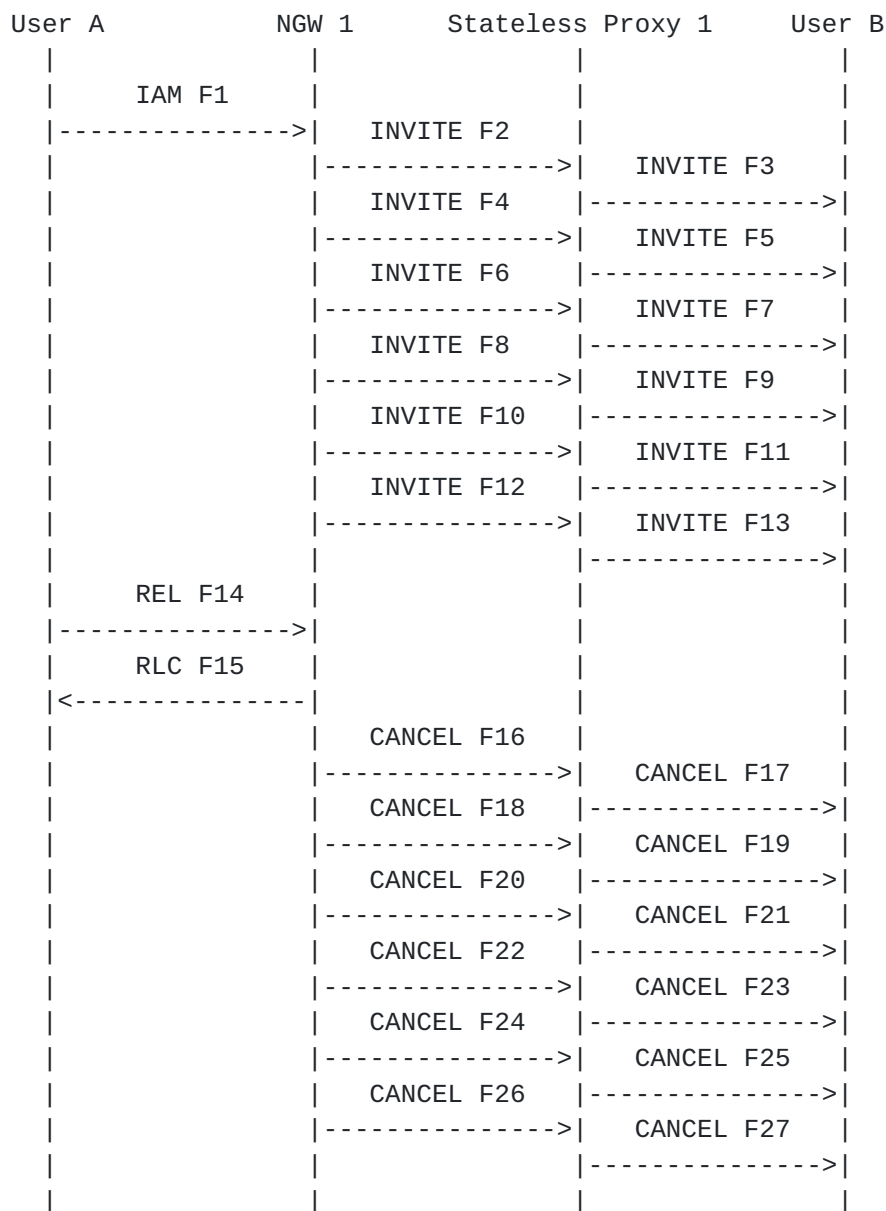 User A NGW 1 Stateless Proxy 1 User B
IAM F1
INVITE F2
INVITE F3
INVITE F4
INVITE F5
INVITE F6
INVITE F7
INVITE F8
INVITE F9
INVITE F10
INVITE F11
INVITE F12
INVITE F13
REL F14
RLC F15
CANCEL F16
CANCEL F17
CANCEL F18
CANCEL F19
CANCEL F20
CANCEL F21
CANCEL F22
CANCEL F23
CANCEL F24
CANCEL F25
CANCEL F26
CANCEL F27